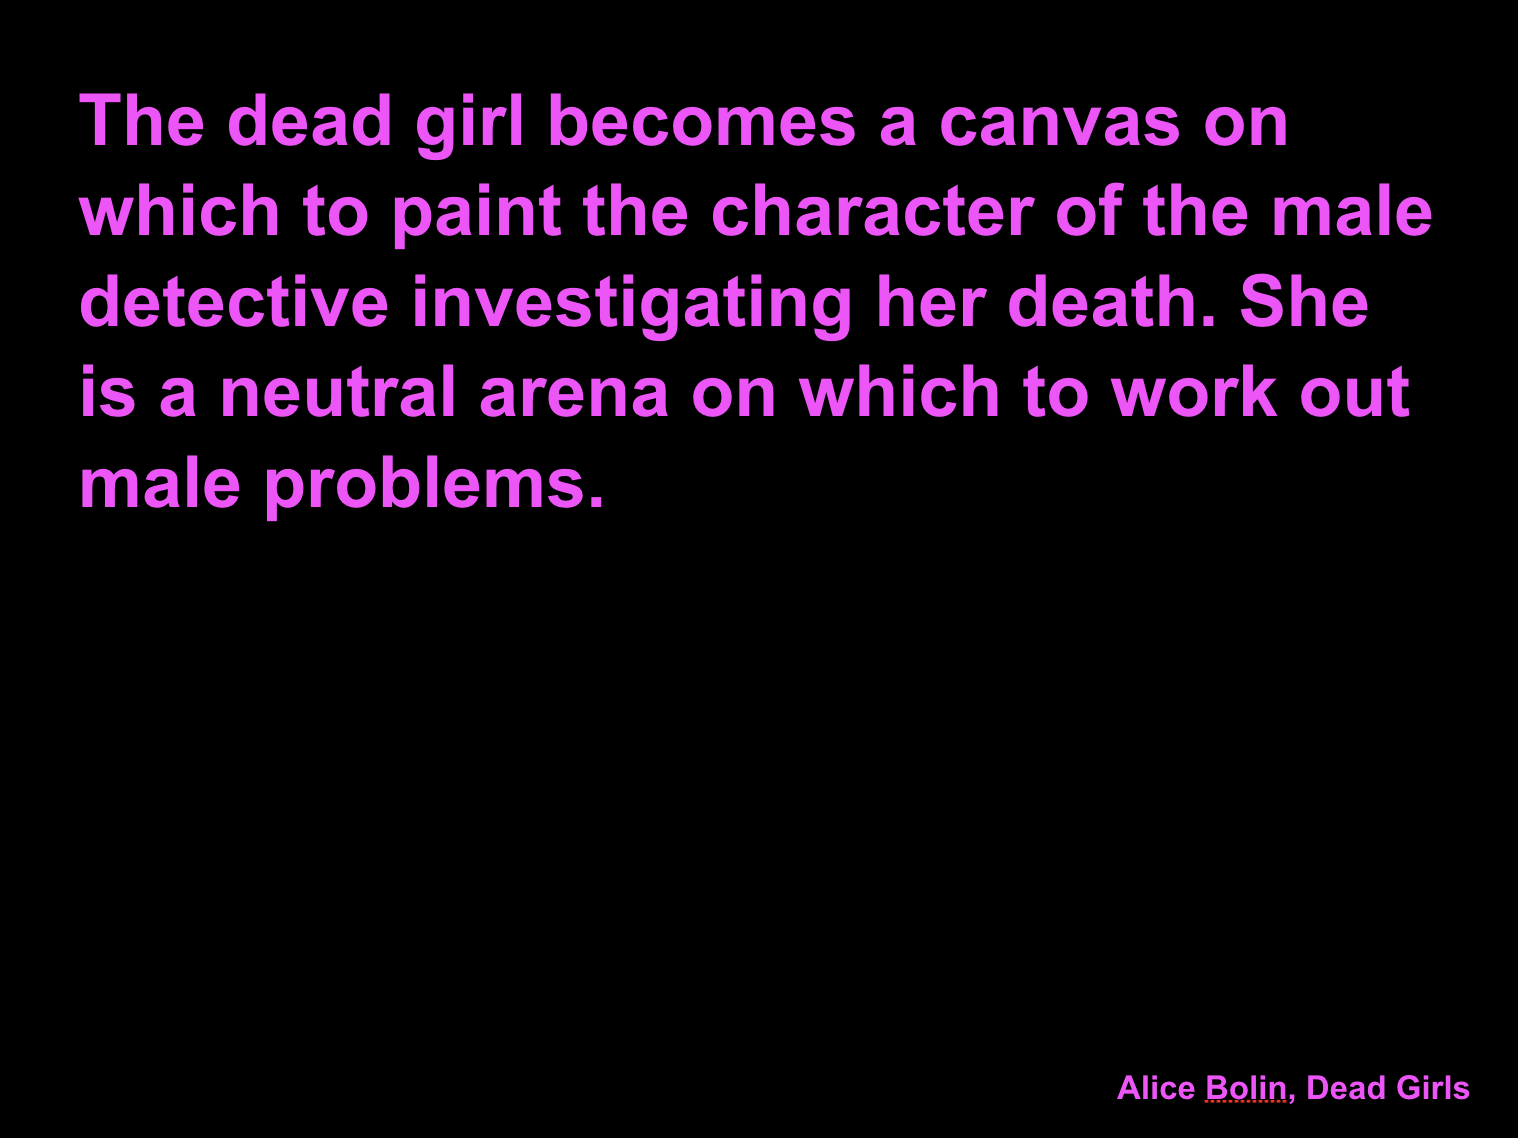 The dead girl becomes a canvas on
which to paint the character of the male
detective investigating her death. She
is a neutral arena on which to work out
male problems.
Alice Bolin, Dead Girls